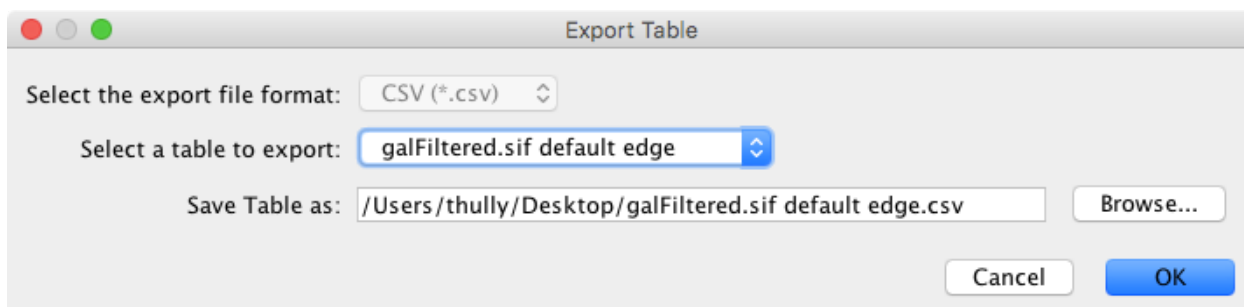 Export Table
Select the export file format: CSV (*.csv)
Select a table to export: galFiltered.sif default edge
Save Table as: /Users/thully/Desktop/galFiltered.sif default edge.csv Browse...
Cancel OK